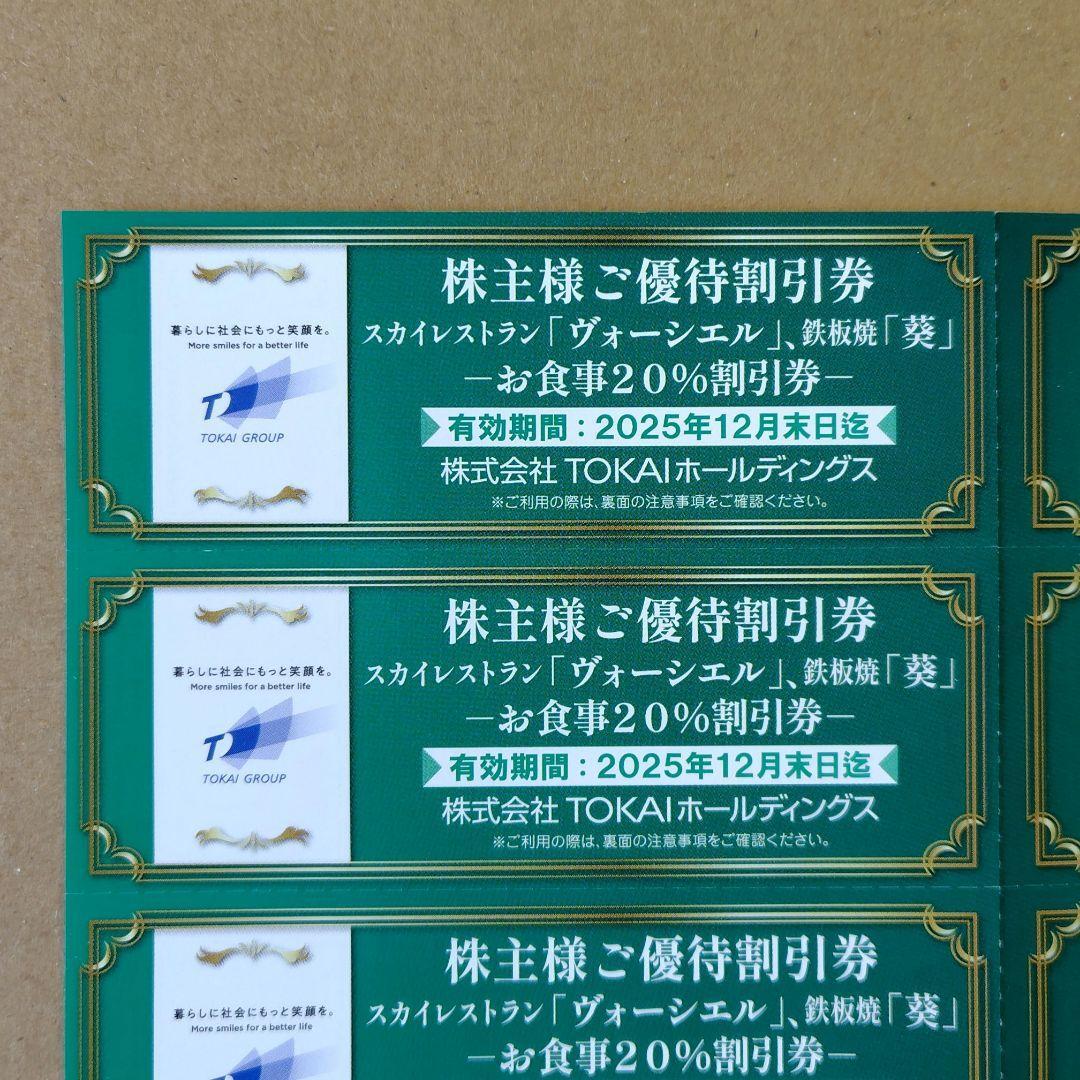 株主様ご優待割引券
スカイレストラン「ヴォーシエル」、鉄板焼「葵」
－お食事20%割引券－
有効期間：2025年12月末日迄
株式会社 TOKAIホールディングス
※ご利用の際は、裏面の注意事項をご確認ください。
暮らしに社会にもっと笑顔を。
More smiles for a better life
TOKAI GROUP
株主様ご優待割引券
スカイレストラン「ヴォーシエル」、鉄板焼「葵」
－お食事20%割引券－
有効期間：2025年12月末日迄
株式会社 TOKAIホールディングス
※ご利用の際は、裏面の注意事項をご確認ください。
暮らしに社会にもっと笑顔を。
More smiles for a better life
TOKAI GROUP
株主様ご優待割引券
スカイレストラン「ヴォーシエル」、鉄板焼「葵」
－お食事20%割引券－
暮らしに社会にもっと笑顔を。
More smiles for a better life